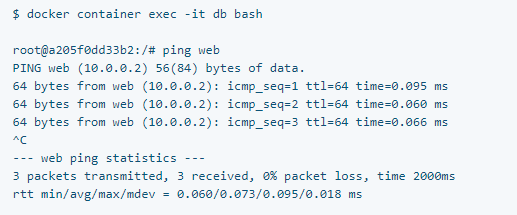 $ docker container exec -it db bash
root@a205f0dd33b2:/# ping web
PING web (10.0.0.2) 56(84) bytes of data.
64 bytes from web (10.0.0.2): icmp_seq=1 ttl=64 time=0.095 ms
64 bytes from web (10.0.0.2): icmp_seq=2 ttl=64 time=0.060 ms
64 bytes from web (10.0.0.2): icmp_seq=3 ttl=64 time=0.066 ms
^C
--- web ping statistics ---
3 packets transmitted, 3 received, 0% packet loss, time 2000ms
rtt min/avg/max/mdev = 0.060/0.073/0.095/0.018 ms